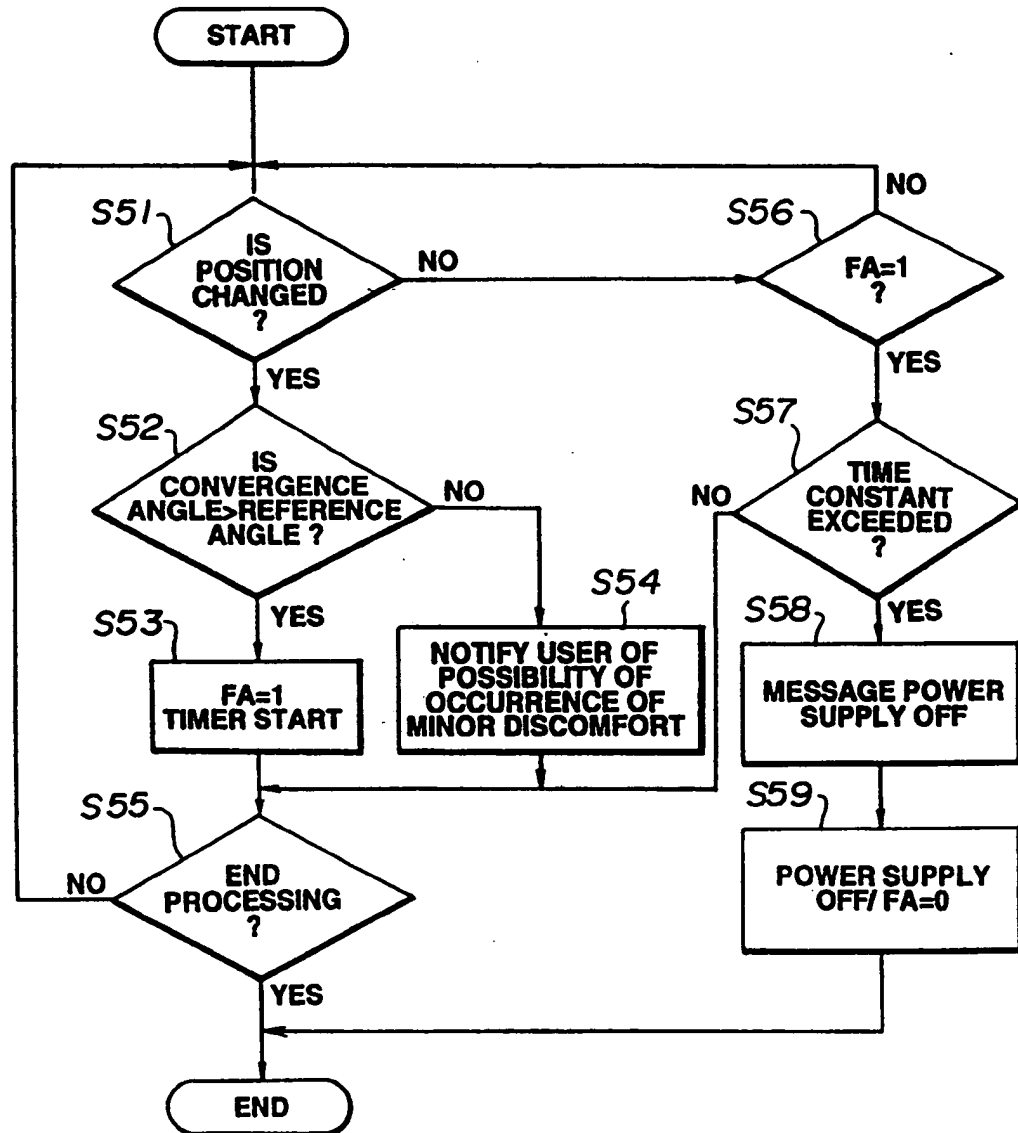 START
S51
IS
POSITION
CHANGED
?
NO
YES
S56
FA=1
?
NO
YES
S52
IS
CONVERGENCE
ANGLE>REFERENCE
ANGLE ?
NO
YES
S57
TIME
CONSTANT
EXCEEDED
?
NO
YES
S53
FA=1
TIMER START
S54
NOTIFY USER OF
POSSIBILITY OF
OCCURRENCE OF
MINOR DISCOMFORT
S58
MESSAGE POWER
SUPPLY OFF
S55
END
PROCESSING
?
NO
YES
S59
POWER SUPPLY
OFF/ FA=0
END